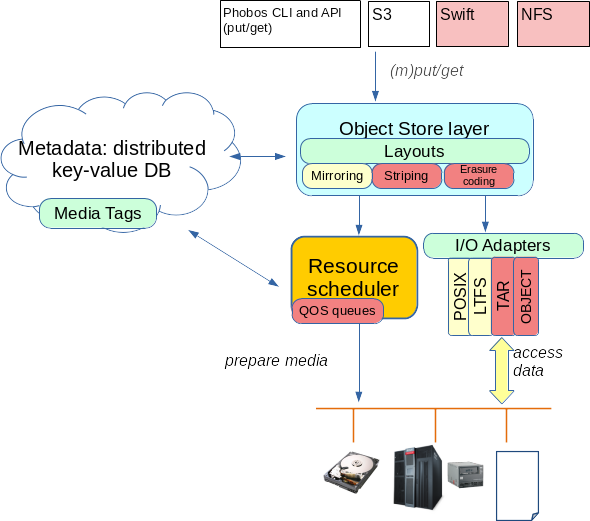 Phobos CLI and API
(put/get)
S3
Swift
NFS
(m)put/get
Object Store layer
Layouts
Mirroring
Striping
Erasure
coding
Metadata: distributed
key-value DB
Media Tags
I/O Adapters
Resource
scheduler
QOS queues
POSIX
LTFS
TAR
OBJECT
prepare media
access
data